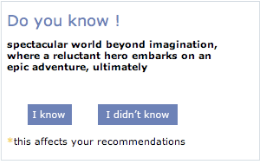 Do you know !
spectacular world beyond imagination,
where a reluctant hero embarks on an
epic adventure, ultimately
I know
I didn't know
*this affects your recommendations